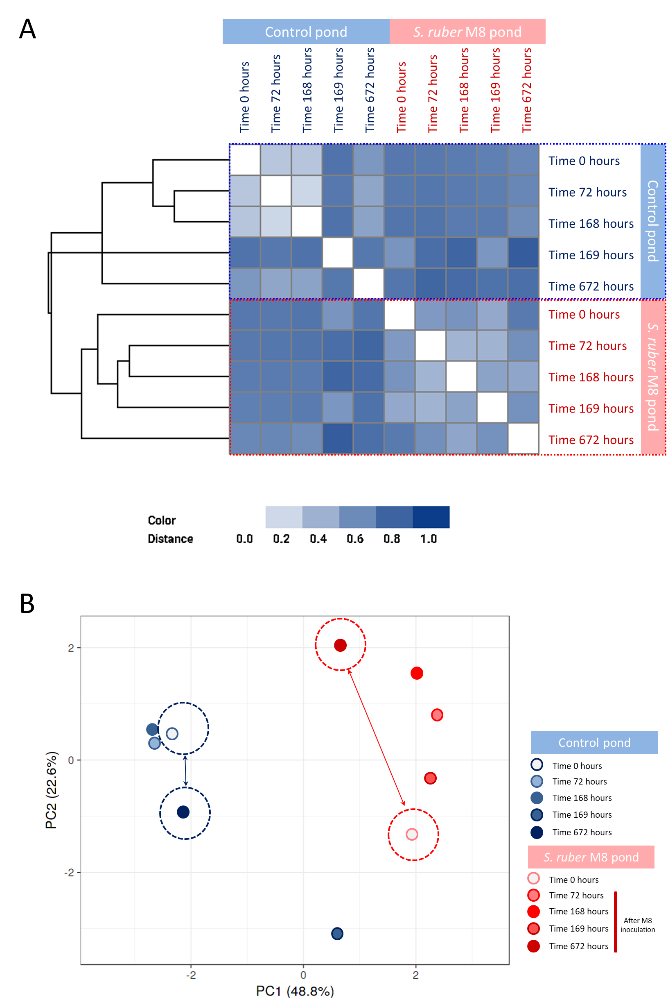 A
Control pond
S. ruber M8 pond
Time 0 hours
Time 72 hours
Time 168 hours
Time 169 hours
Time 672 hours
Time 0 hours
Time 72 hours
Time 168 hours
Time 169 hours
Time 672 hours
Time 0 hours
Time 72 hours
Time 168 hours
Time 169 hours
Time 672 hours
Control pond
Time 0 hours
Time 72 hours
Time 168 hours
Time 169 hours
Time 672 hours
S. ruber M8 pond
Color
Distance 0.0 0.2 0.4 0.6 0.8 1.0
B
2
0
-2
PC2 (22.6%)
-2 0 2
PC1 (48.8%)
Control pond
Time 0 hours
Time 72 hours
Time 168 hours
Time 169 hours
Time 672 hours
S. ruber M8 pond
Time 0 hours
Time 72 hours
Time 168 hours
Time 169 hours
Time 672 hours
After M8
inoculation